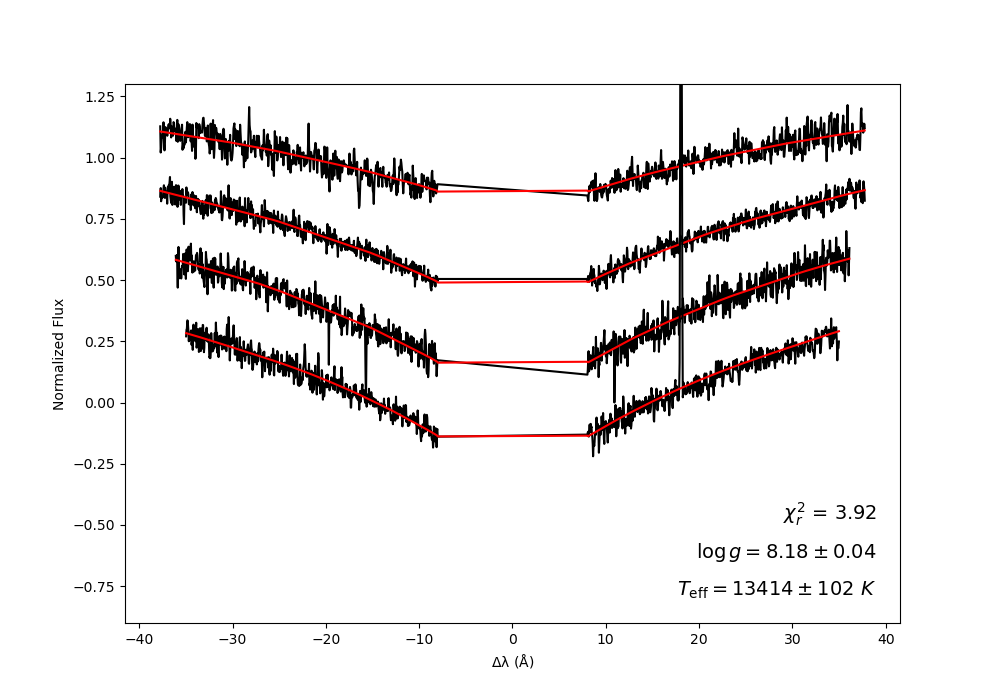 1.25
1.00
0.75
0.50
0.25
0.00
−0.25
−0.50
−0.75
Normalized Flux
χ²ᵣ = 3.92
log g = 8.18 ± 0.04
T_eff = 13414 ± 102 K
−40 −30 −20 −10 0 10 20 30 40
Δλ (Å)